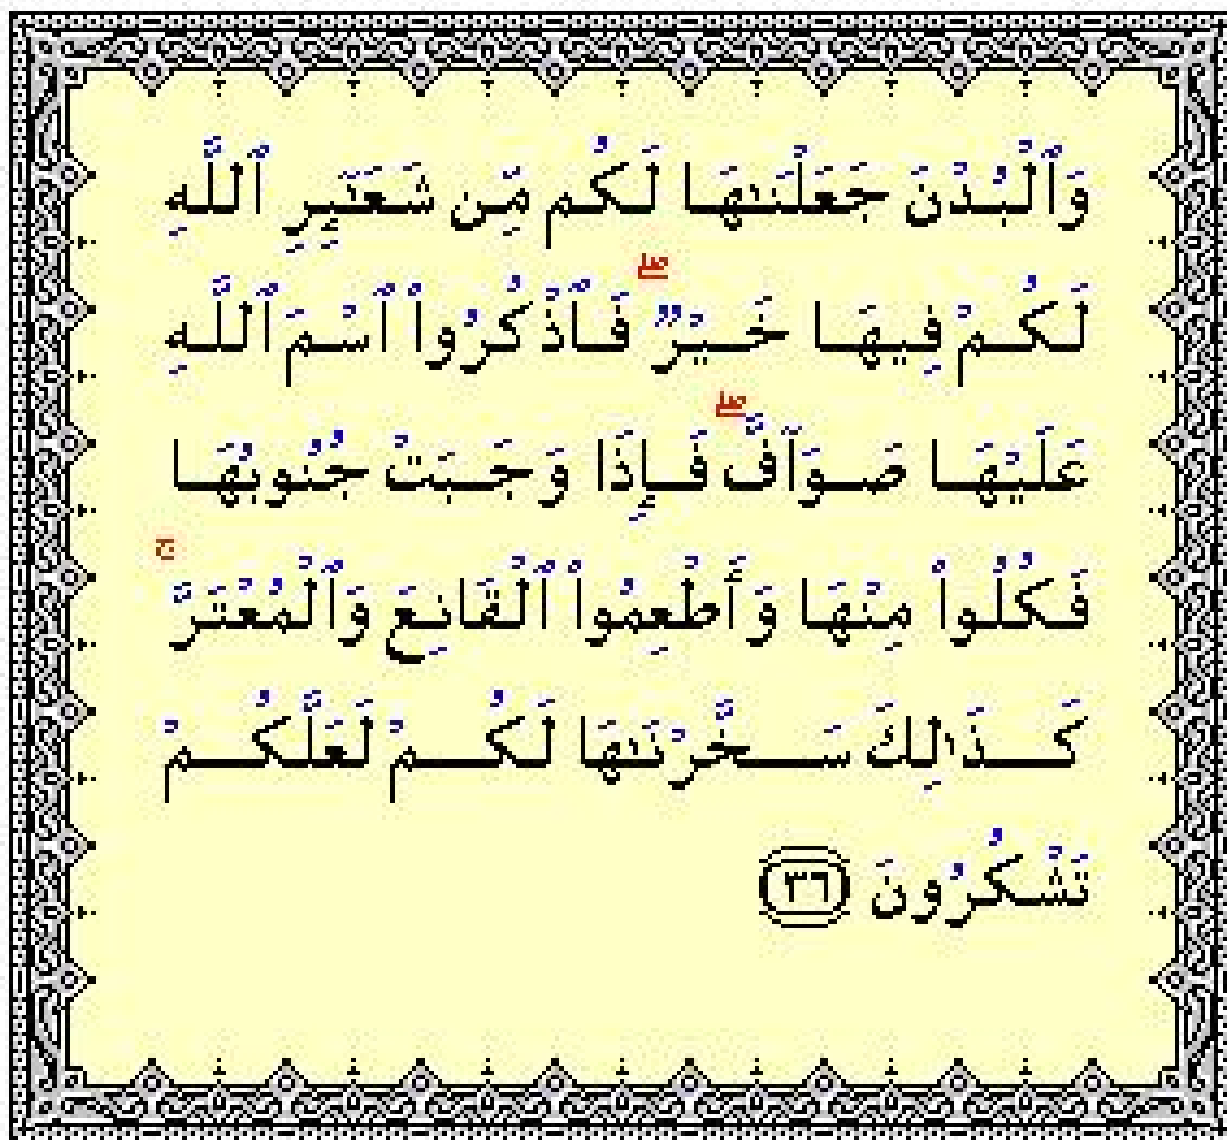 وَٱلْبُدْنَ جَعَلْنَٰهَا لَكُم مِّن شَعَٰٓئِرِ ٱللَّهِ
لَكُمْ فِيهَا خَيْرٌ ۖ فَٱذْكُرُوا۟ ٱسْمَ ٱللَّهِ
عَلَيْهَا صَوَآفَّ ۖ فَإِذَا وَجَبَتْ جُنُوبُهَا
فَكُلُوا۟ مِنْهَا وَأَطْعِمُوا۟ ٱلْقَانِعَ وَٱلْمُعْتَرَّ ۚ
كَذَٰلِكَ سَخَّرْنَٰهَا لَكُمْ لَعَلَّكُمْ
تَشْكُرُونَ ٣٦